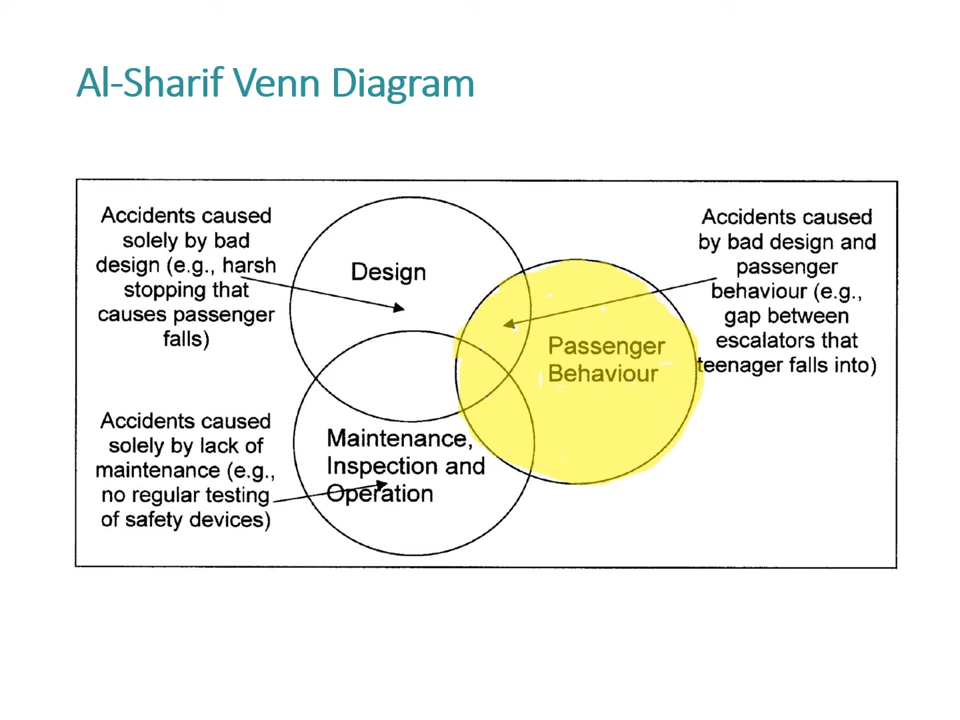 Al-Sharif Venn Diagram
Accidents caused
solely by bad
design (e.g., harsh
stopping that
causes passenger
falls)
Design
Accidents caused
by bad design and
passenger
behaviour (e.g.,
gap between
escalators that
teenager falls into)
Passenger
Behaviour
Accidents caused
solely by lack of
maintenance (e.g.,
no regular testing
of safety devices)
Maintenance,
Inspection and
Operation